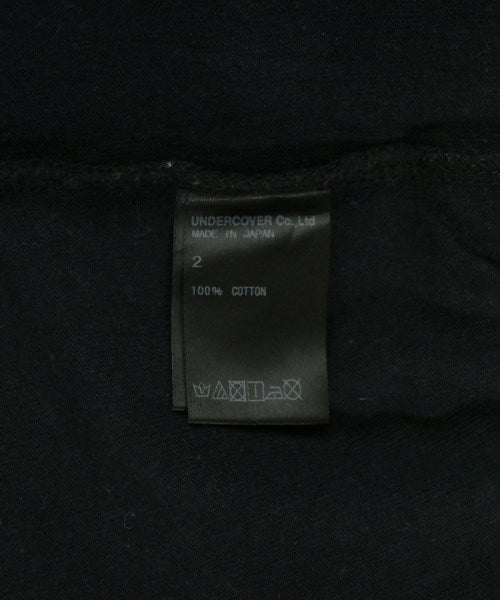 UNDERCOVER Co.,Ltd
MADE IN JAPAN
2
100% COTTON